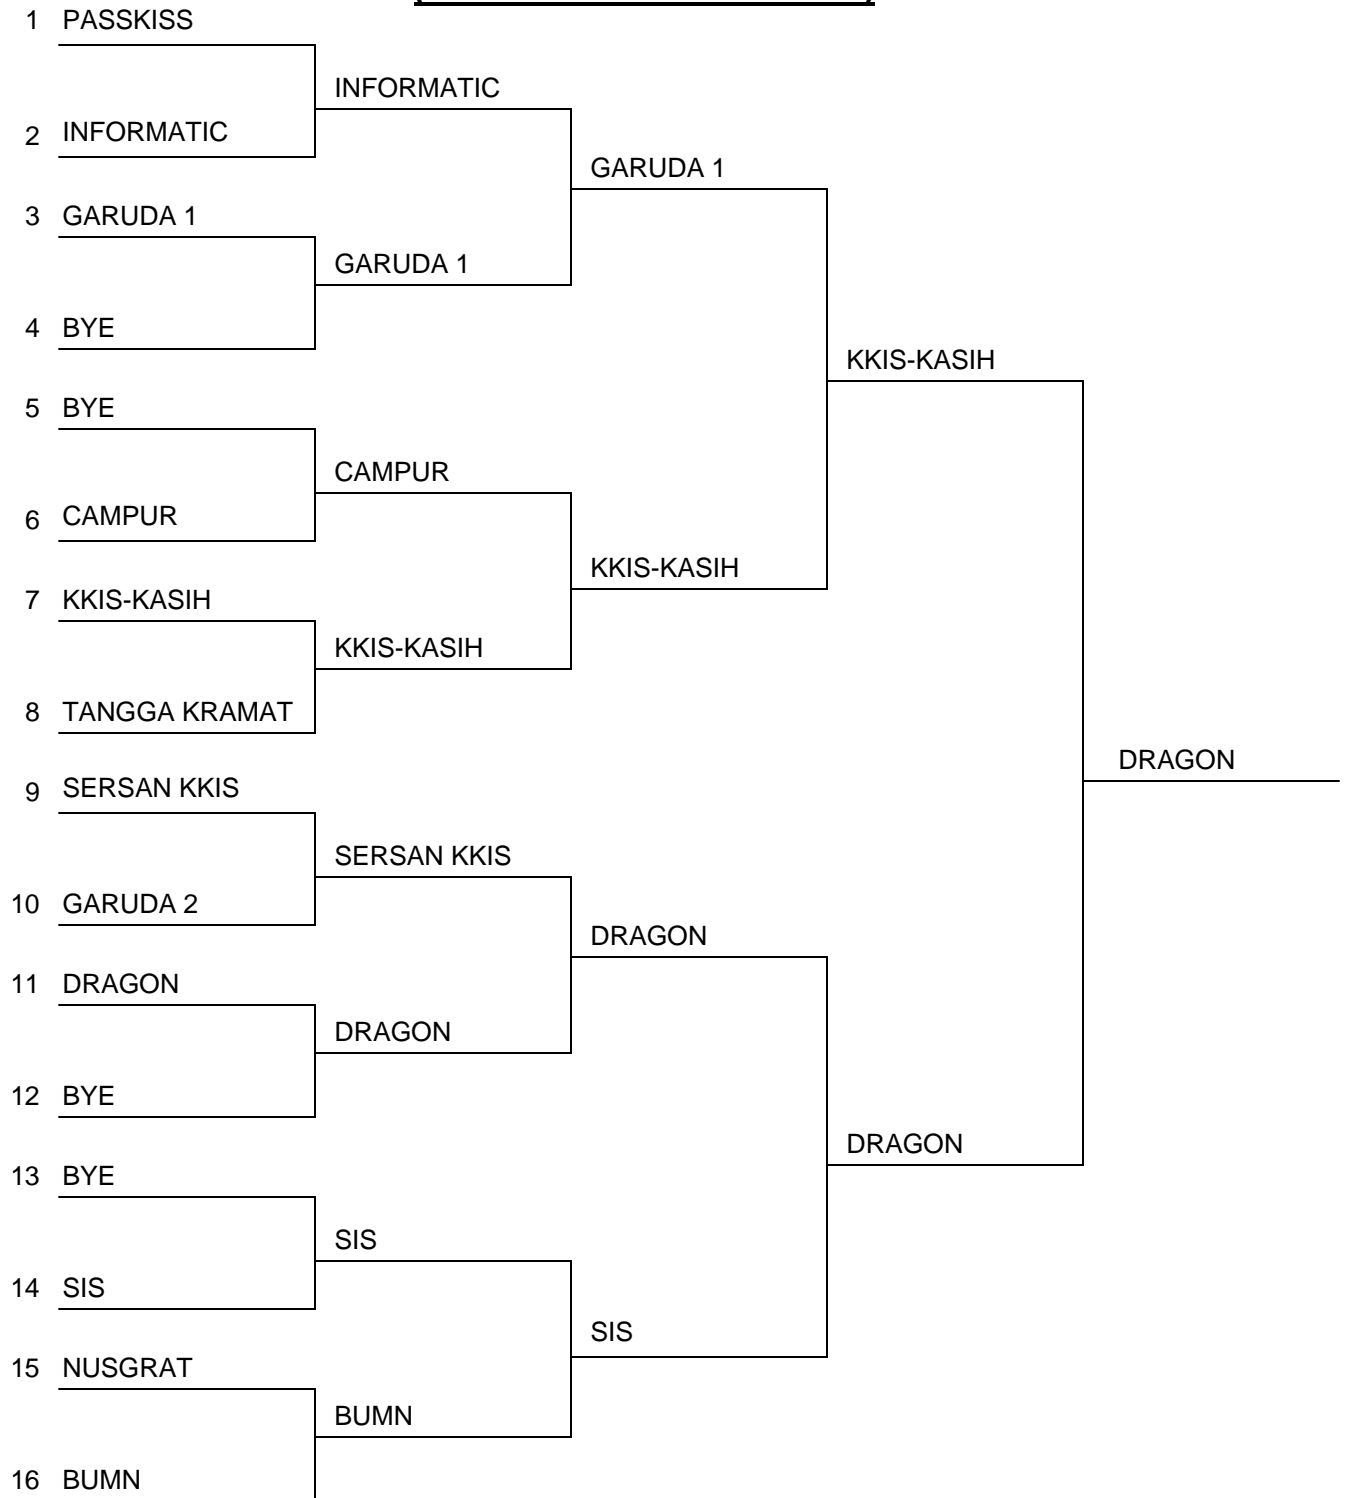 1 PASSKISS
INFORMATIC
2 INFORMATIC
GARUDA 1
3 GARUDA 1
GARUDA 1
4 BYE
KKIS-KASIH
5 BYE
CAMPUR
6 CAMPUR
KKIS-KASIH
7 KKIS-KASIH
KKIS-KASIH
8 TANGGA KRAMAT
DRAGON
9 SERSAN KKIS
SERSAN KKIS
10 GARUDA 2
DRAGON
11 DRAGON
DRAGON
12 BYE
DRAGON
13 BYE
SIS
14 SIS
SIS
15 NUSGRAT
BUMN
16 BUMN